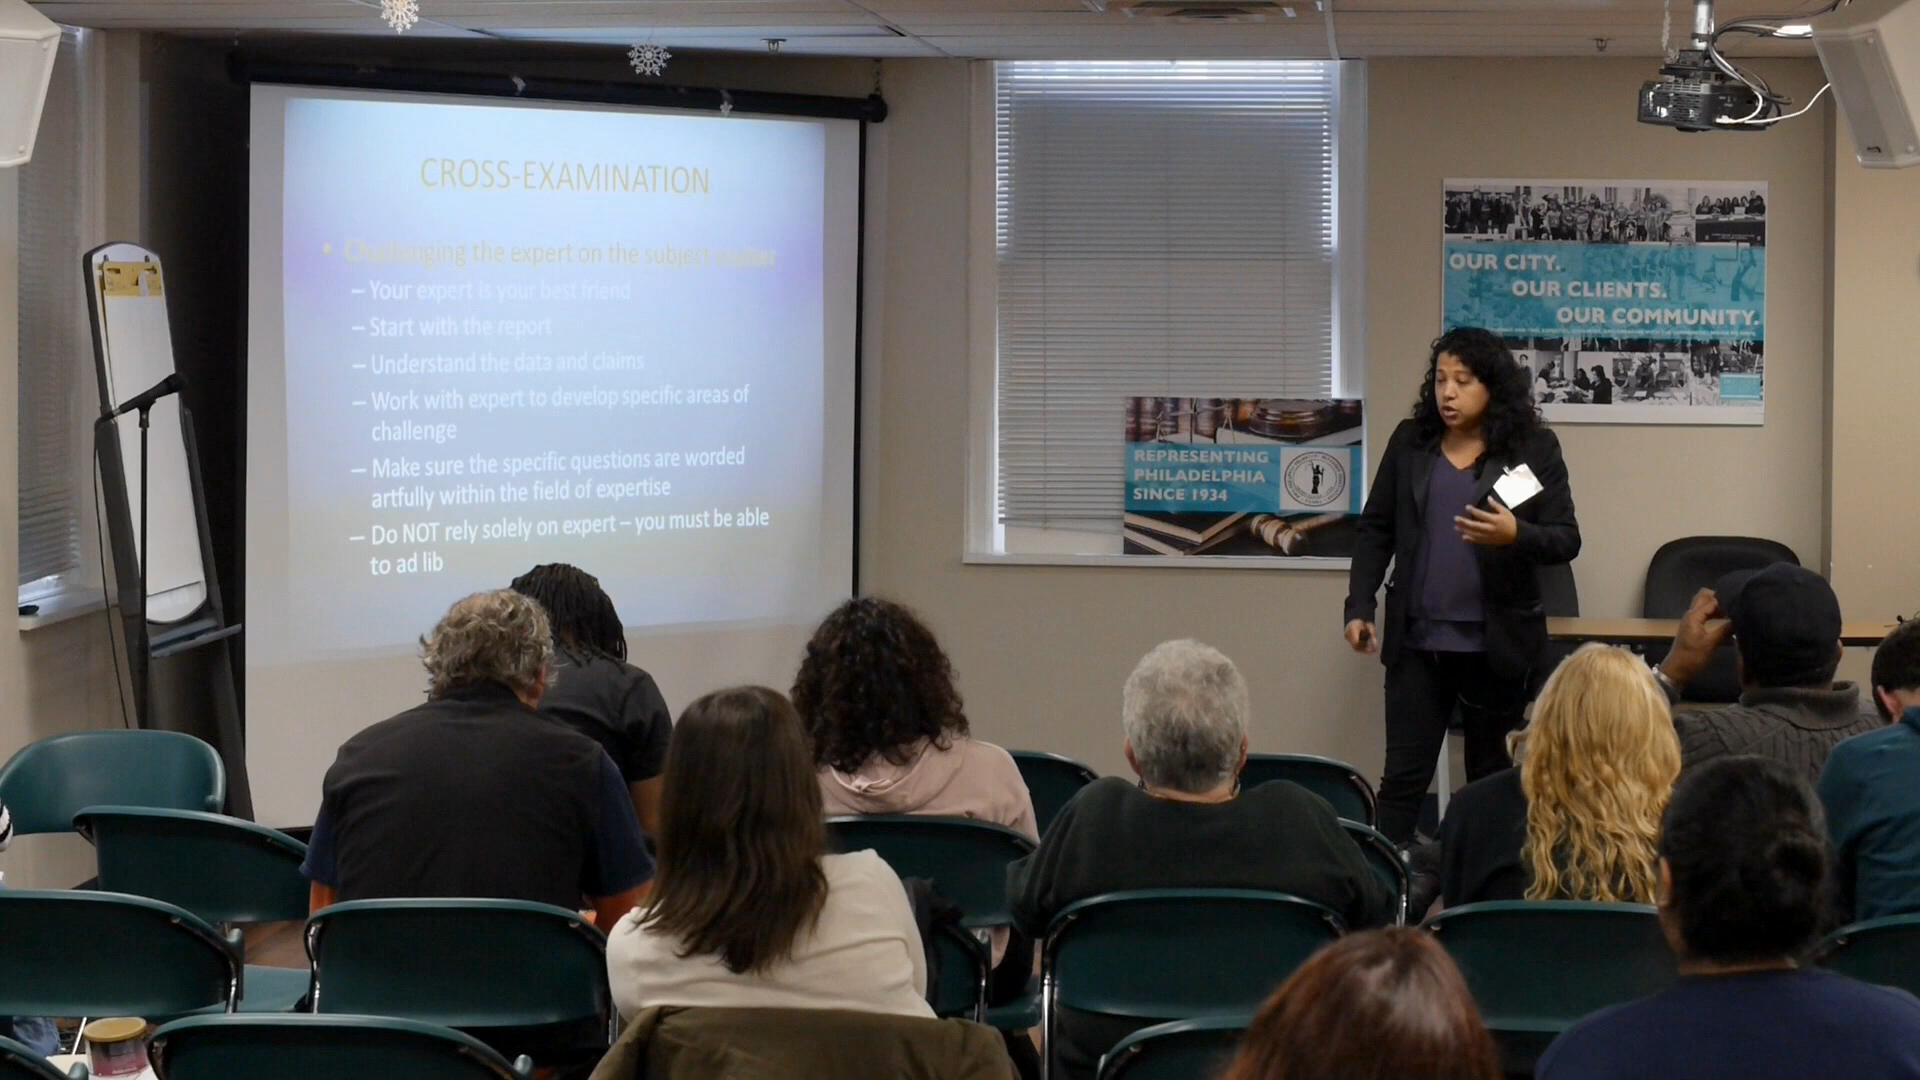 CROSS-EXAMINATION
• Challenging the expert on the subject matter
– Your expert is your best friend
– Start with the report
– Understand the data and claims
– Work with expert to develop specific areas of
challenge
– Make sure the specific questions are worded
artfully within the field of expertise
– Do NOT rely solely on expert – you must be able
to ad lib
REPRESENTING
PHILADELPHIA
SINCE 1934
OUR CITY.
OUR CLIENTS.
OUR COMMUNITY.